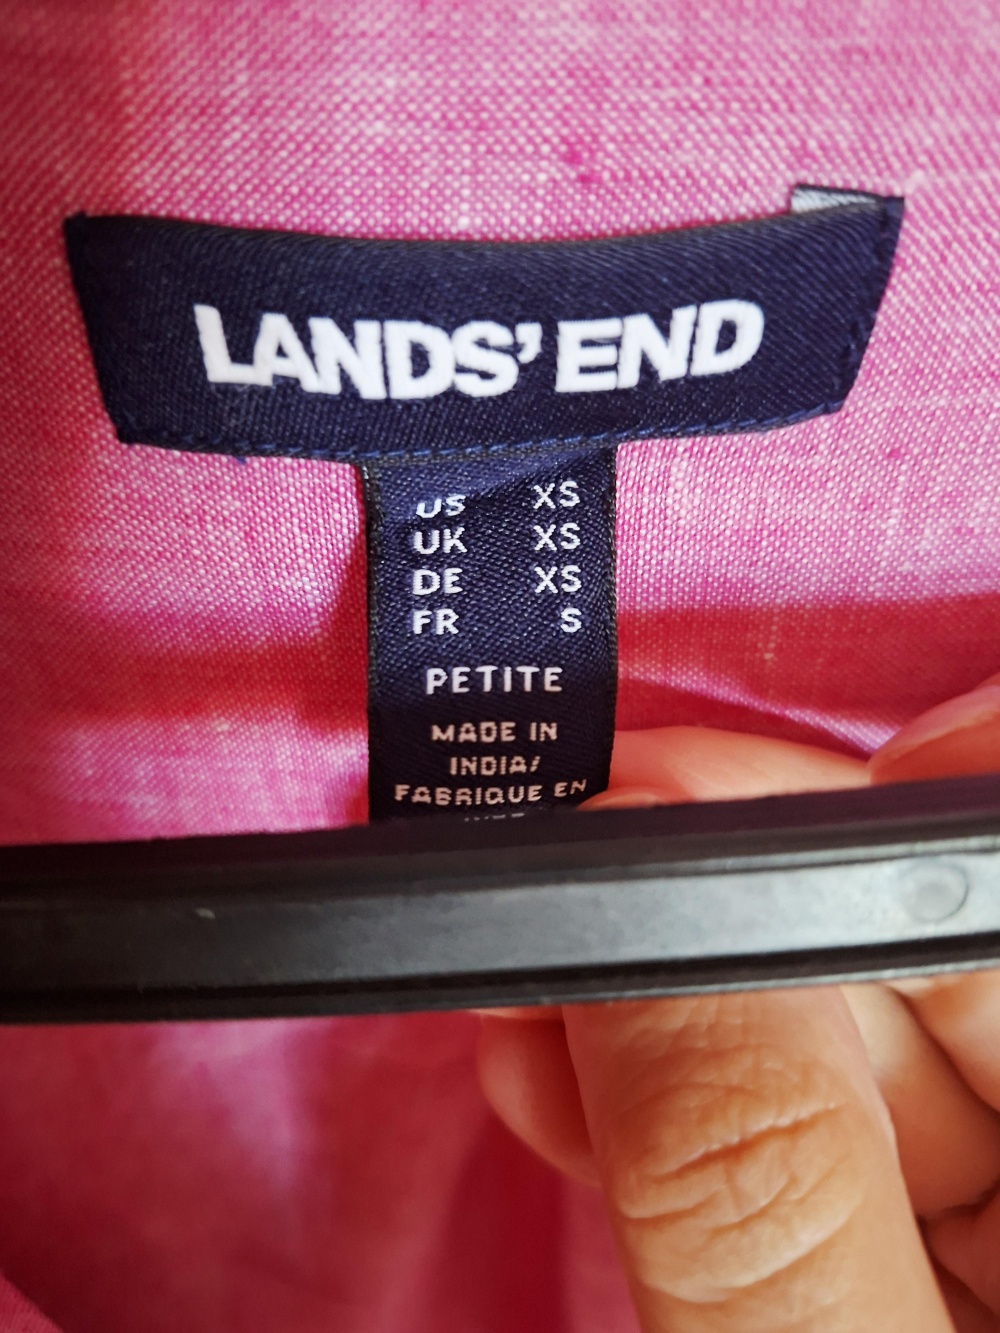 LANDS' END
US XS
UK XS
DE XS
FR S
PETITE
MADE IN
INDIA/
FABRIQUE EN